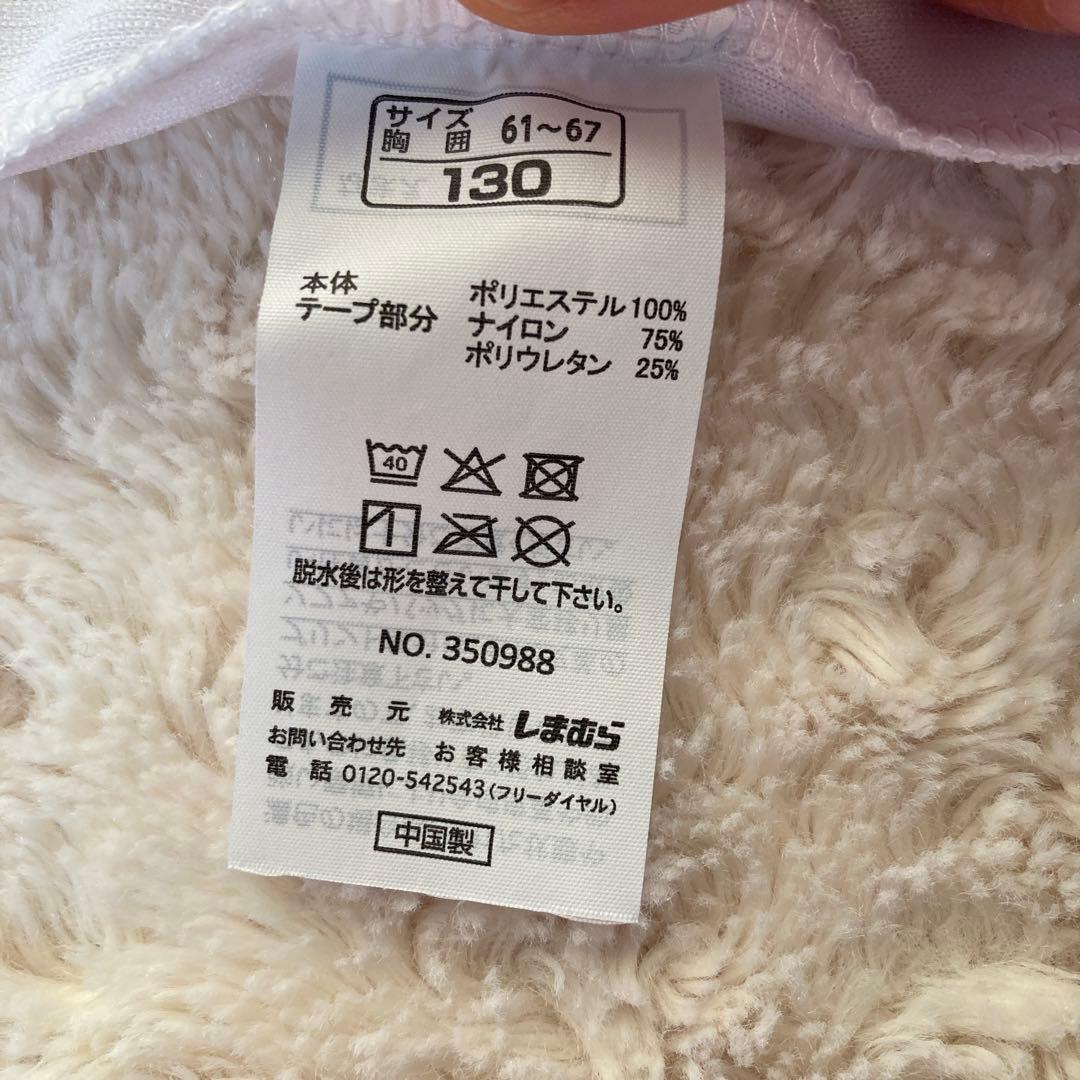 サイズ
胸囲 61～67
130
本体 ポリエステル100%
テープ部分 ナイロン 75%
ポリウレタン 25%
40
脱水後は形を整えて干して下さい。
NO. 350988
販売元 株式会社 しまむら
お問い合わせ先 お客様相談室
電話 0120-542543(フリーダイヤル)
中国製